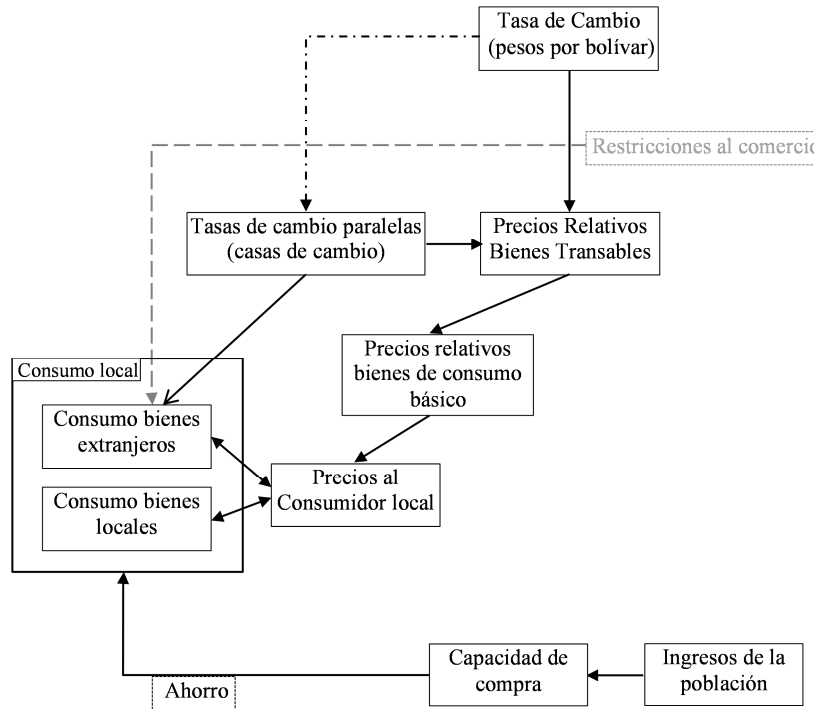 Tasa de Cambio
(pesos por bolívar)
Restricciones al comercio
Tasas de cambio paralelas
(casas de cambio)
Precios Relativos
Bienes Transables
Precios relativos
bienes de consumo
básico
Consumo local
Consumo bienes
extranjeros
Precios al
Consumidor local
Consumo bienes
locales
Capacidad de
compra
Ingresos de la
población
Ahorro